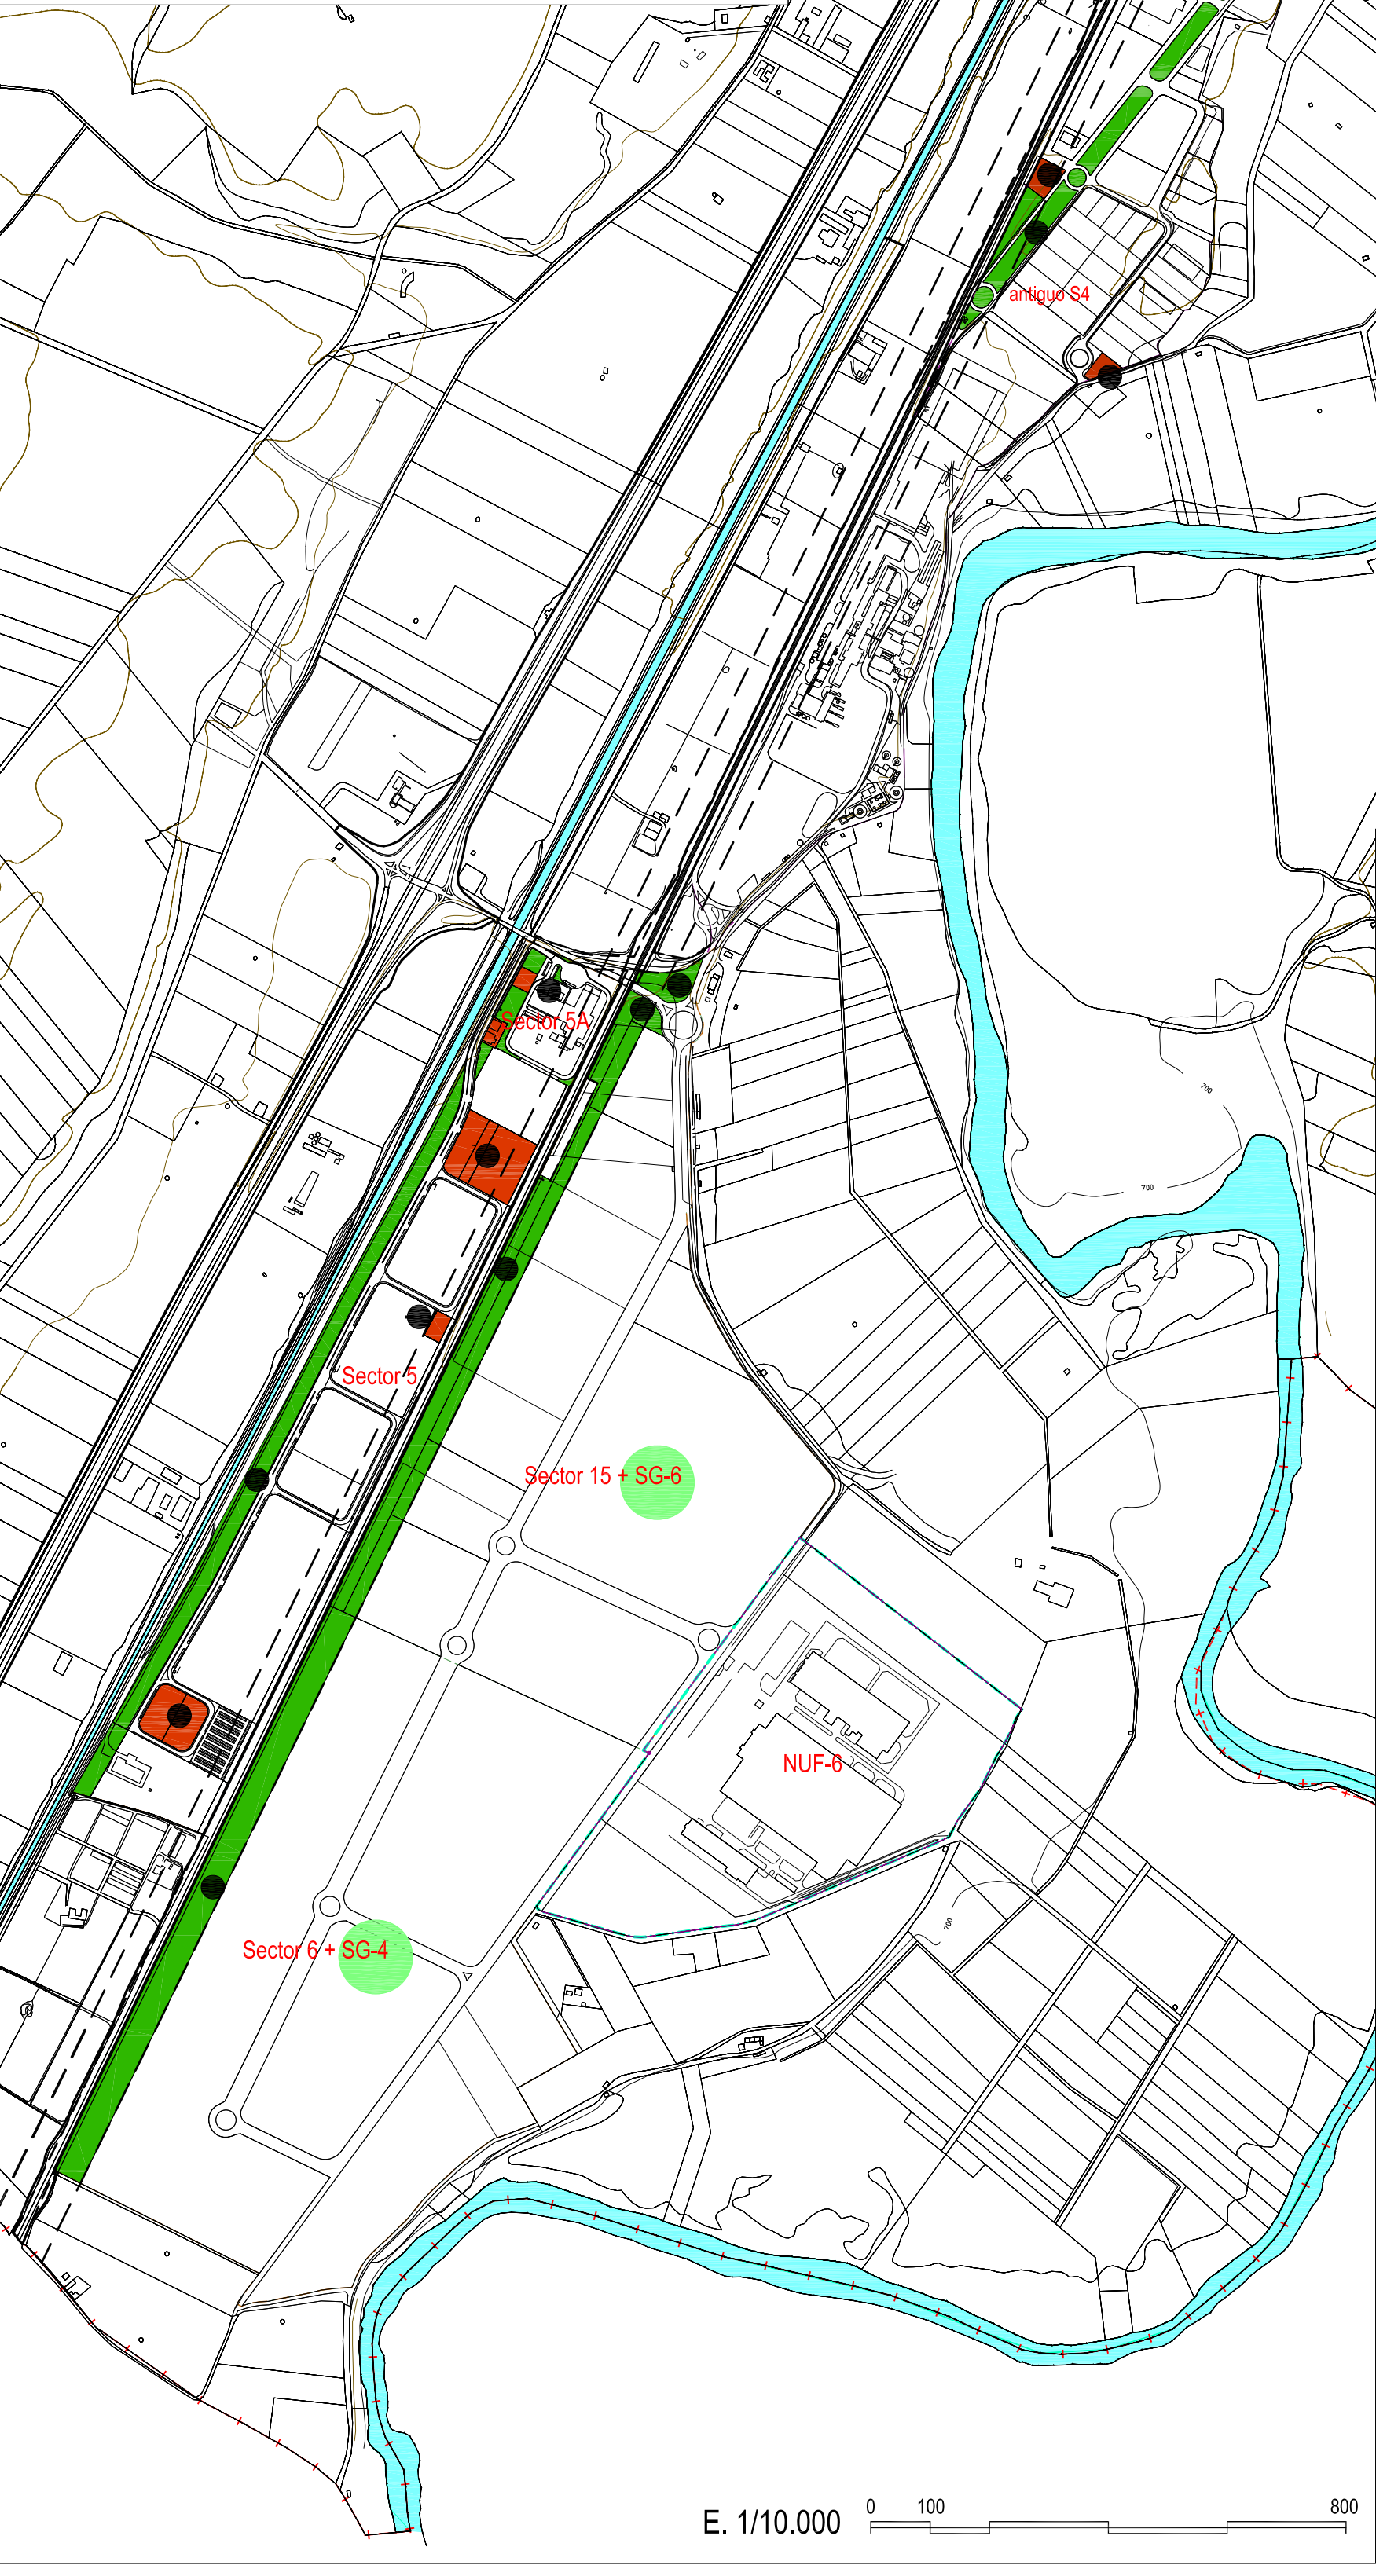 antiguo S4
Sector 5A
700
700
Sector 5
Sector 15 + SG-6
NUF-6
700
Sector 6 + SG-4
E. 1/10.000
0 100 800